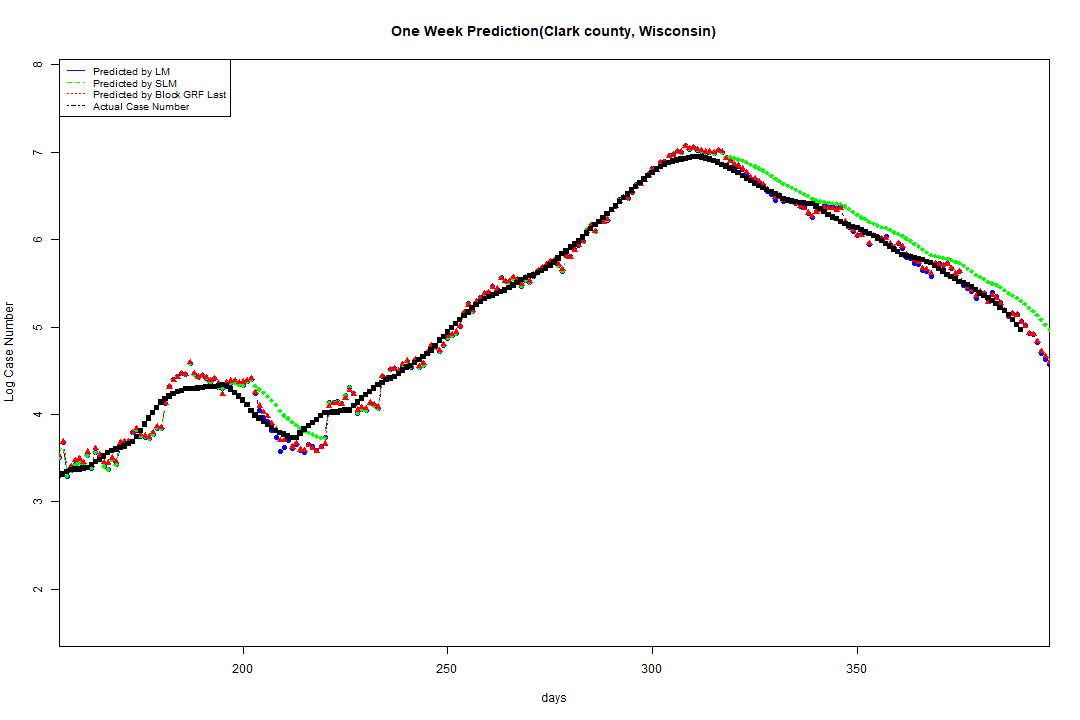 One Week Prediction(Clark county, Wisconsin)
Predicted by LM
Predicted by SLM
Predicted by Block GRF Last
Actual Case Number
8
7
6
5
4
3
2
Log Case Number
200
250
300
350
days